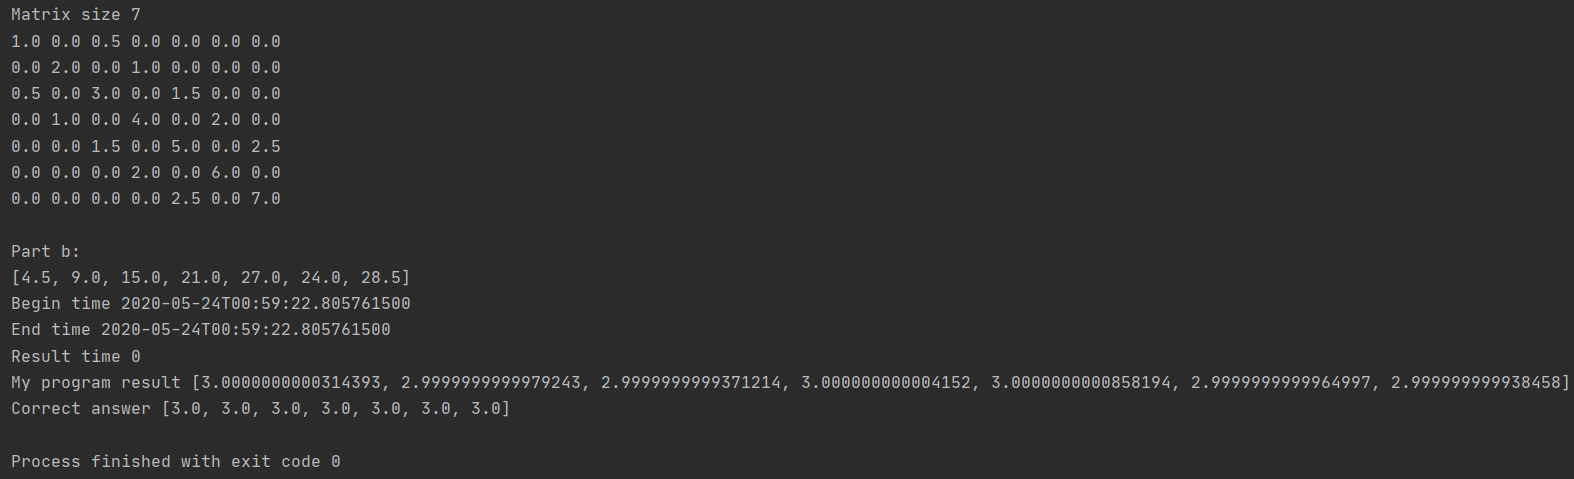 Matrix size 7
1.0 0.0 0.5 0.0 0.0 0.0 0.0
0.0 2.0 0.0 1.0 0.0 0.0 0.0
0.5 0.0 3.0 0.0 1.5 0.0 0.0
0.0 1.0 0.0 4.0 0.0 2.0 0.0
0.0 0.0 1.5 0.0 5.0 0.0 2.5
0.0 0.0 0.0 2.0 0.0 6.0 0.0
0.0 0.0 0.0 0.0 2.5 0.0 7.0
Part b:
[4.5, 9.0, 15.0, 21.0, 27.0, 24.0, 28.5]
Begin time 2020-05-24T00:59:22.805761500
End time 2020-05-24T00:59:22.805761500
Result time 0
My program result [3.0000000000314393, 2.9999999999979243, 2.9999999999371214, 3.000000000004152, 3.0000000000858194, 2.9999999999964997, 2.999999999938458]
Correct answer [3.0, 3.0, 3.0, 3.0, 3.0, 3.0, 3.0]
Process finished with exit code 0